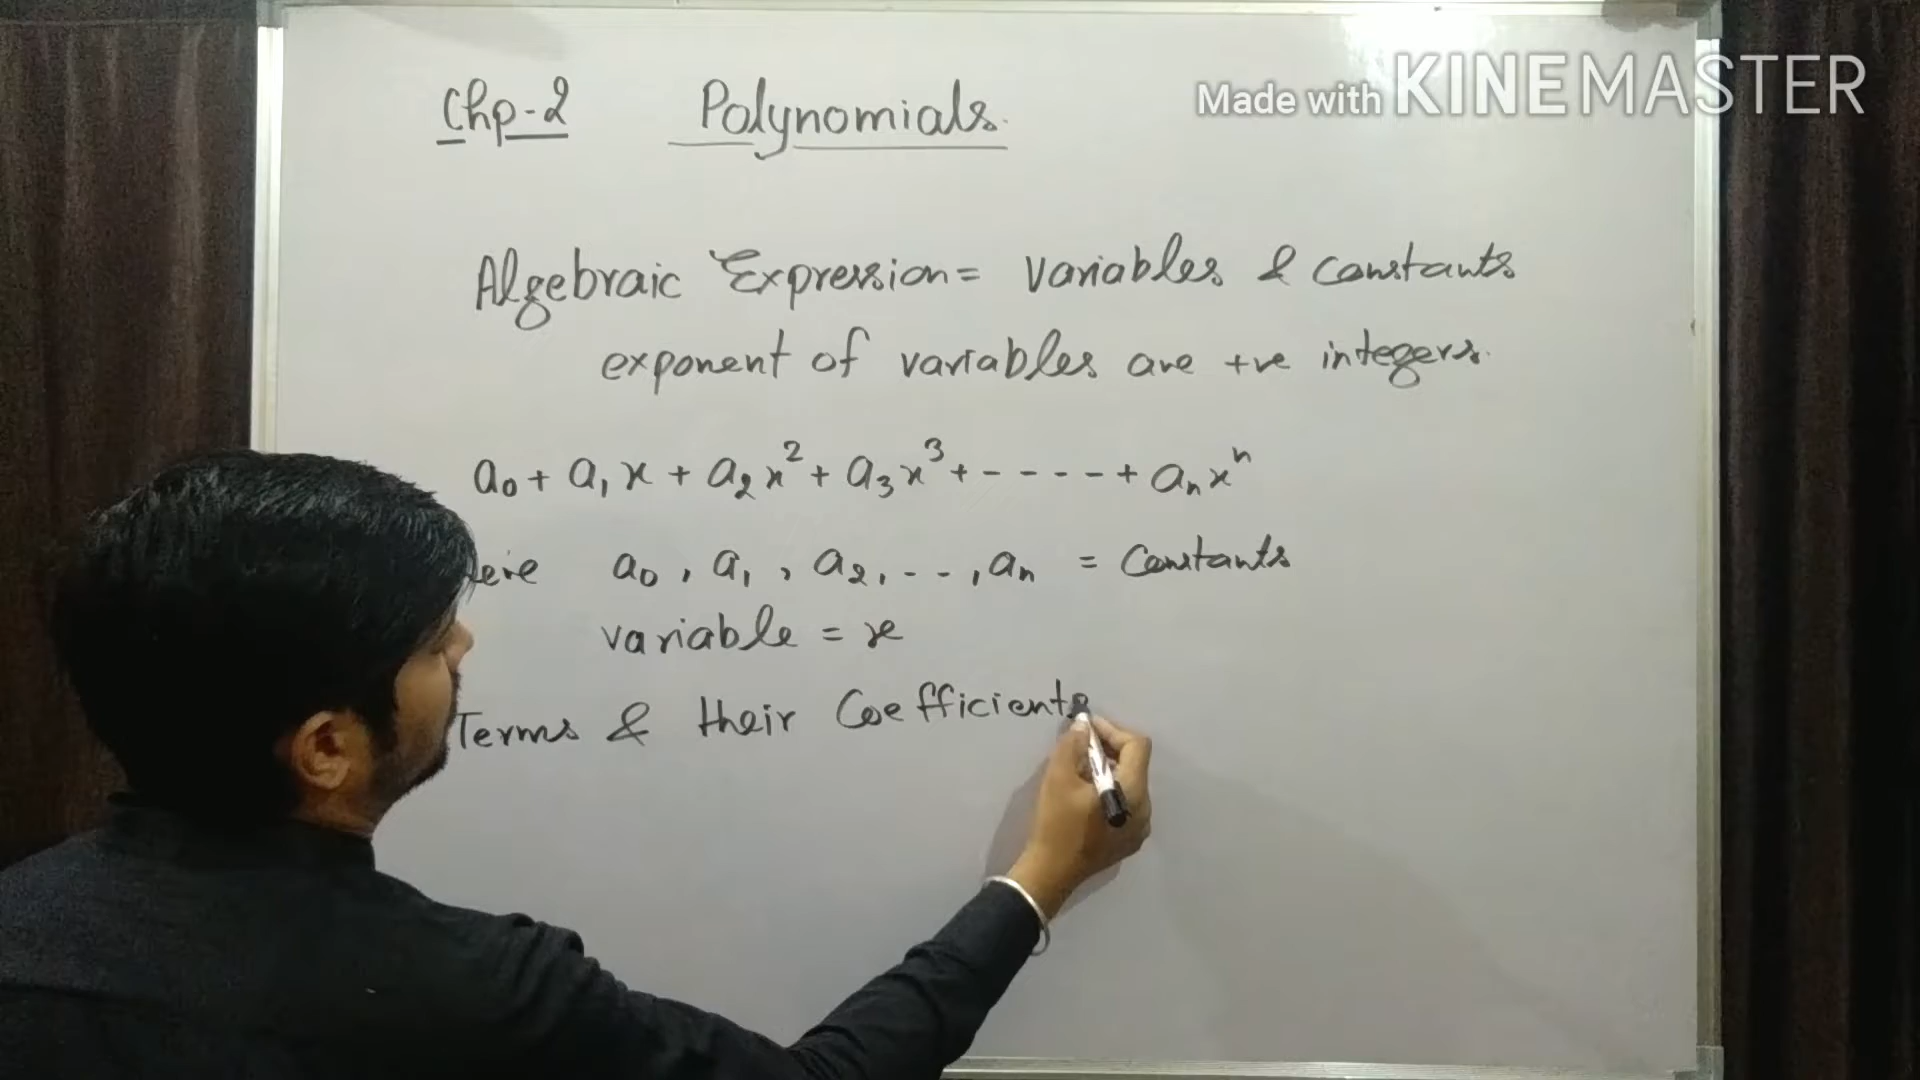 Chp-2 Polynomials.
Made with KINEMASTER
Algebraic Expression = variables & constants
exponent of variables are +ve integers.
a₀ + a₁x + a₂x² + a₃x³ + - - - - + aₙxⁿ
a₀, a₁, a₂, - - , aₙ = Constants
variable = x
Terms & their Coefficients